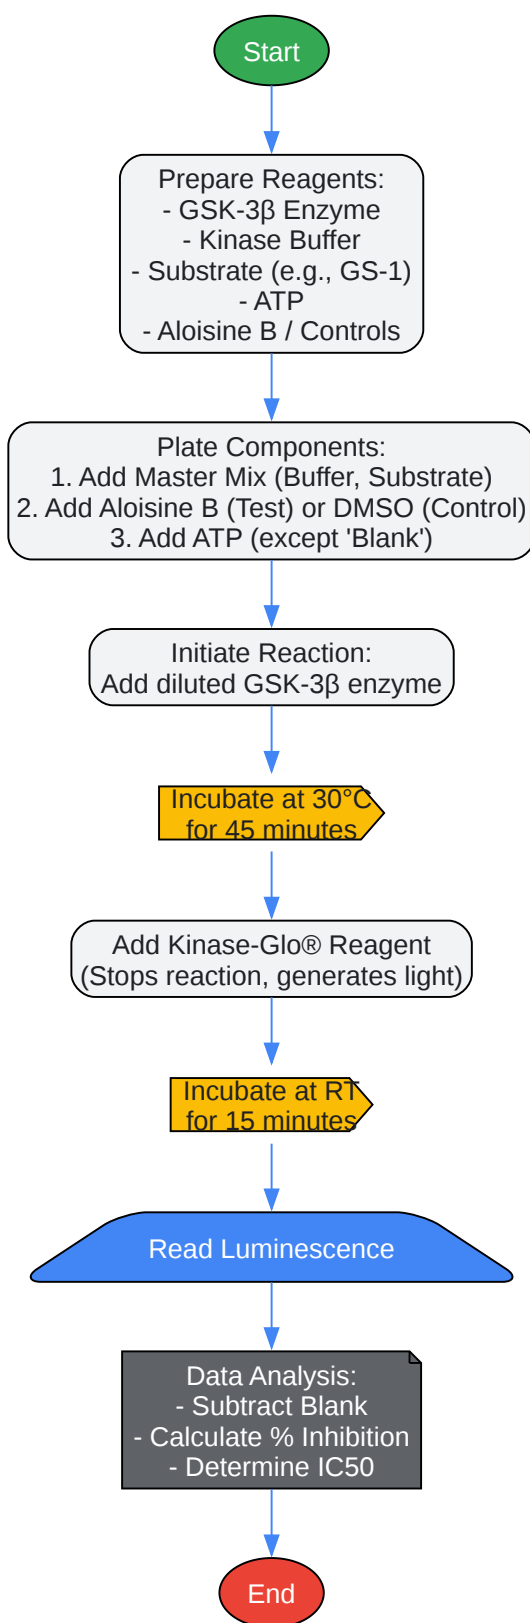 Start
Prepare Reagents:
- GSK-3β Enzyme
- Kinase Buffer
- Substrate (e.g., GS-1)
- ATP
- Aloisine B / Controls
Plate Components:
1. Add Master Mix (Buffer, Substrate)
2. Add Aloisine B (Test) or DMSO (Control)
3. Add ATP (except 'Blank')
Initiate Reaction:
Add diluted GSK-3β enzyme
Incubate at 30°C
for 45 minutes
Add Kinase-Glo® Reagent
(Stops reaction, generates light)
Incubate at RT
for 15 minutes
Read Luminescence
Data Analysis:
- Subtract Blank
- Calculate % Inhibition
- Determine IC50
End